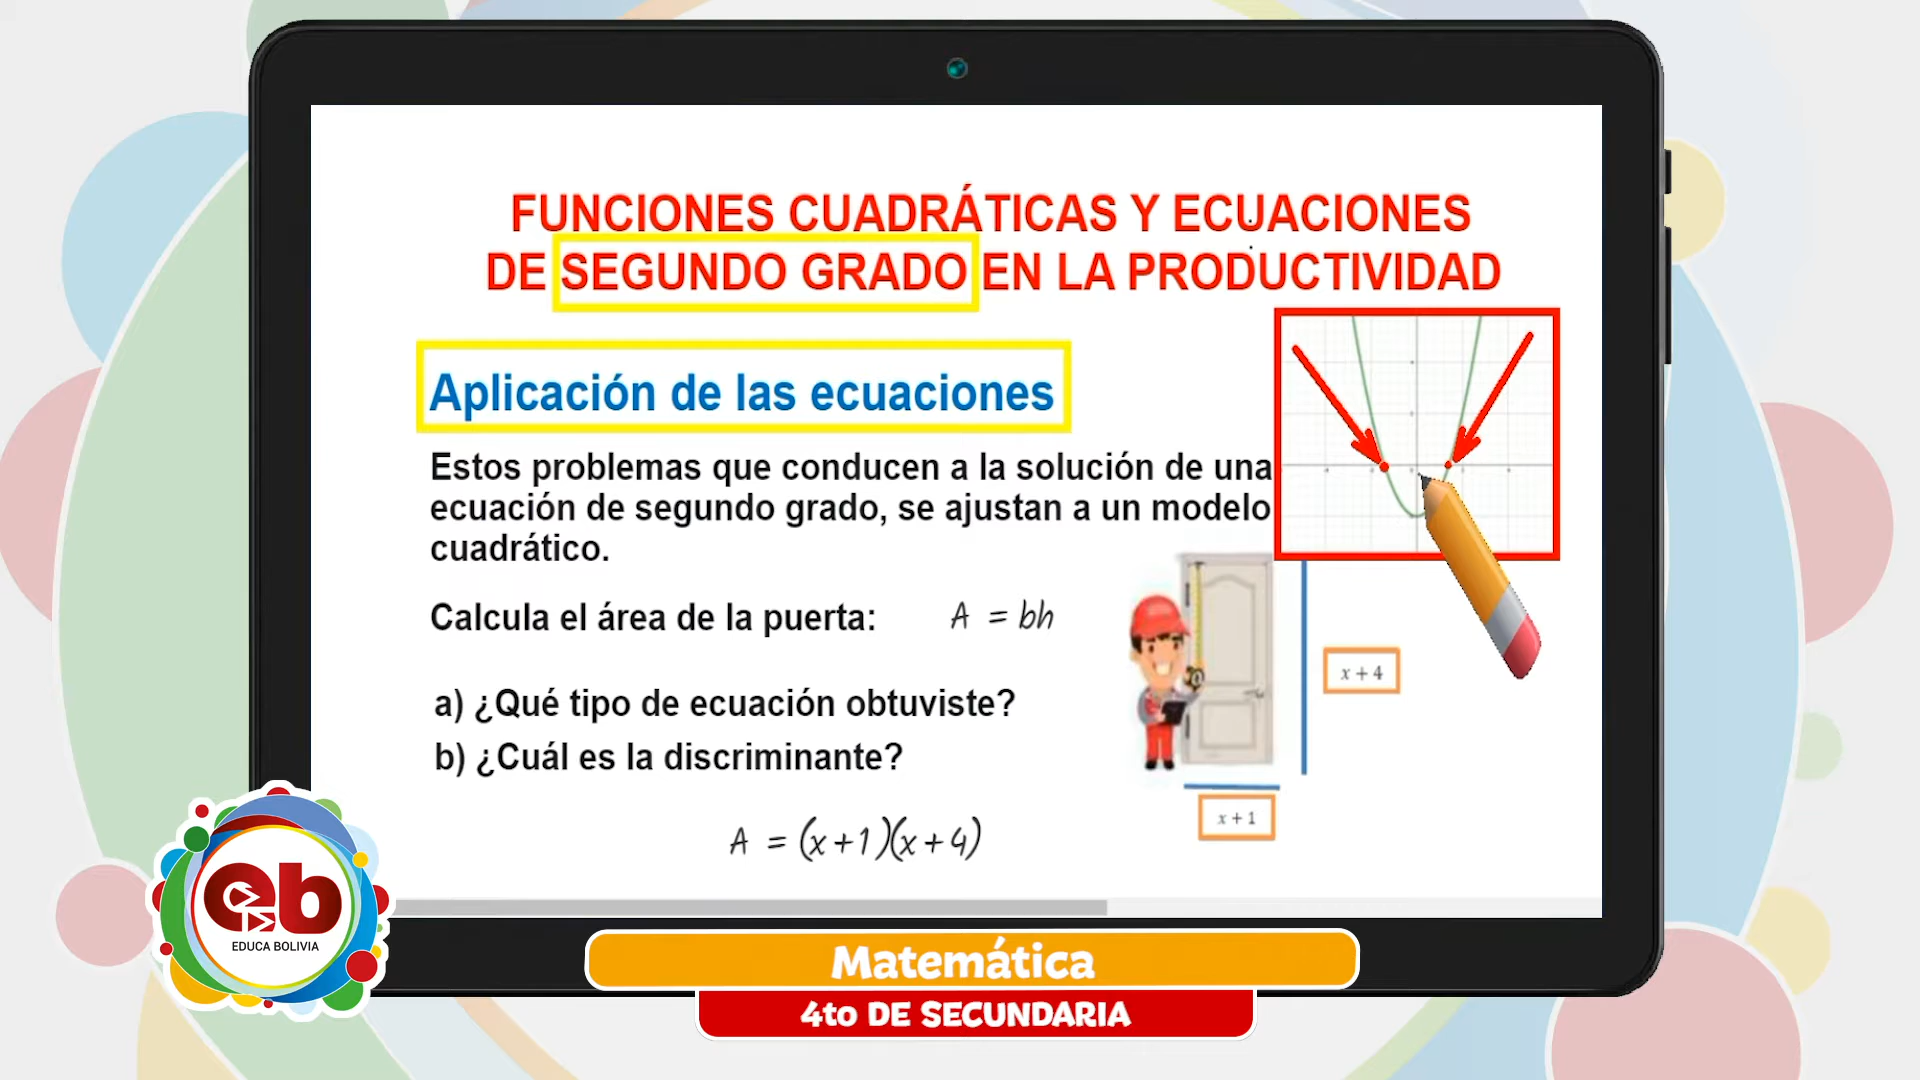 FUNCIONES CUADRÁTICAS Y ECUACIONES
DE SEGUNDO GRADO EN LA PRODUCTIVIDAD
Aplicación de las ecuaciones
Estos problemas que conducen a la solución de una
ecuación de segundo grado, se ajustan a un modelo
cuadrático.
Calcula el área de la puerta: A = bh
x + 4
a) ¿Qué tipo de ecuación obtuviste?
b) ¿Cuál es la discriminante?
x + 1
A = (x+1)(x+4)
eb
EDUCA BOLIVIA
Matemática
4to DE SECUNDARIA